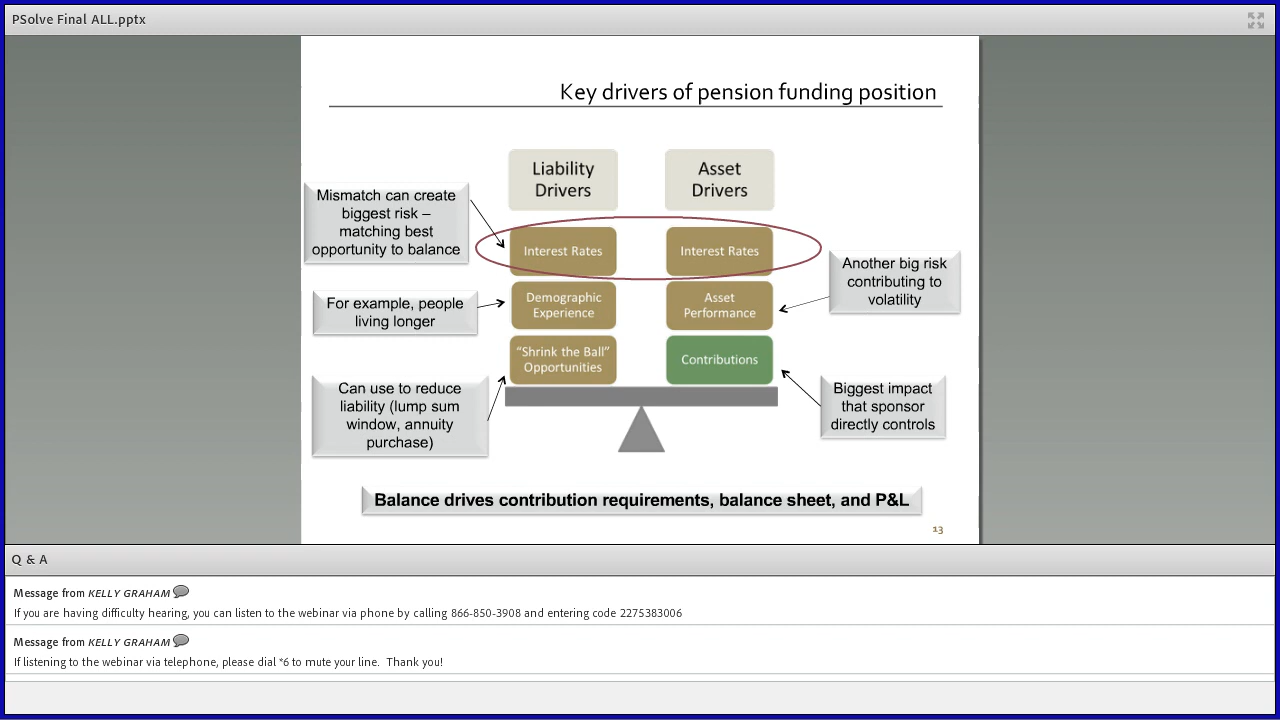 PSolve Final ALL.pptx
Key drivers of pension funding position
Liability
Drivers
Asset
Drivers
Mismatch can create
biggest risk –
matching best
opportunity to balance
Interest Rates
Interest Rates
Another big risk
contributing to
volatility
For example, people
living longer
Demographic
Experience
Asset
Performance
"Shrink the Ball"
Opportunities
Contributions
Can use to reduce
liability (lump sum
window, annuity
purchase)
Biggest impact
that sponsor
directly controls
Balance drives contribution requirements, balance sheet, and P&L
13
Q & A
Message from KELLY GRAHAM
If you are having difficulty hearing, you can listen to the webinar via phone by calling 866-850-3908 and entering code 2275383006
Message from KELLY GRAHAM
If listening to the webinar via telephone, please dial *6 to mute your line.  Thank you!